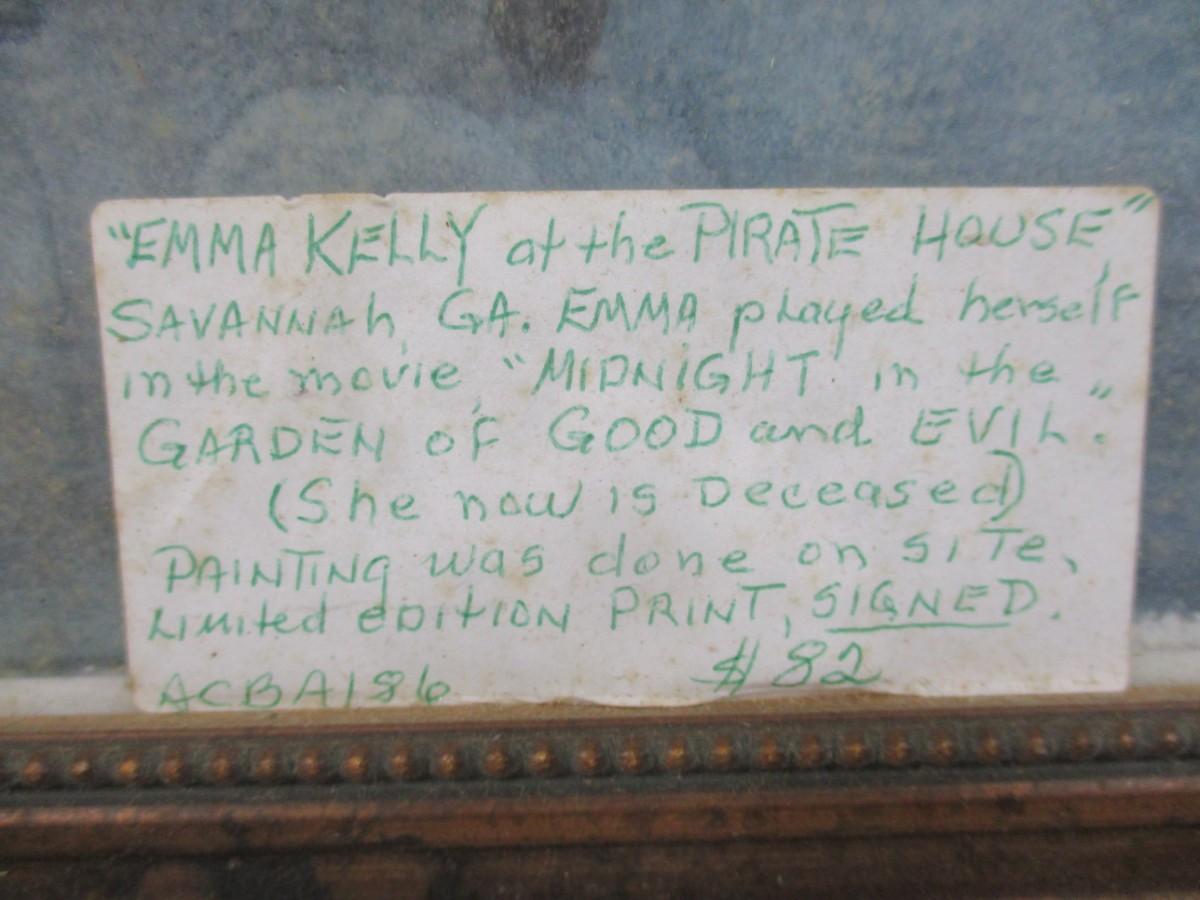 "EMMA KELLY at the PIRATE HOUSE"
SAVANNAh, GA. EMMA played herself
in the movie, "MIDNIGHT in the
GARDEN OF GOOD and EVIL."
(She now is Deceased)
PAINTING was done on SITe,
Limited eDITION PRINT, SIGNED.
ACBA186 $82